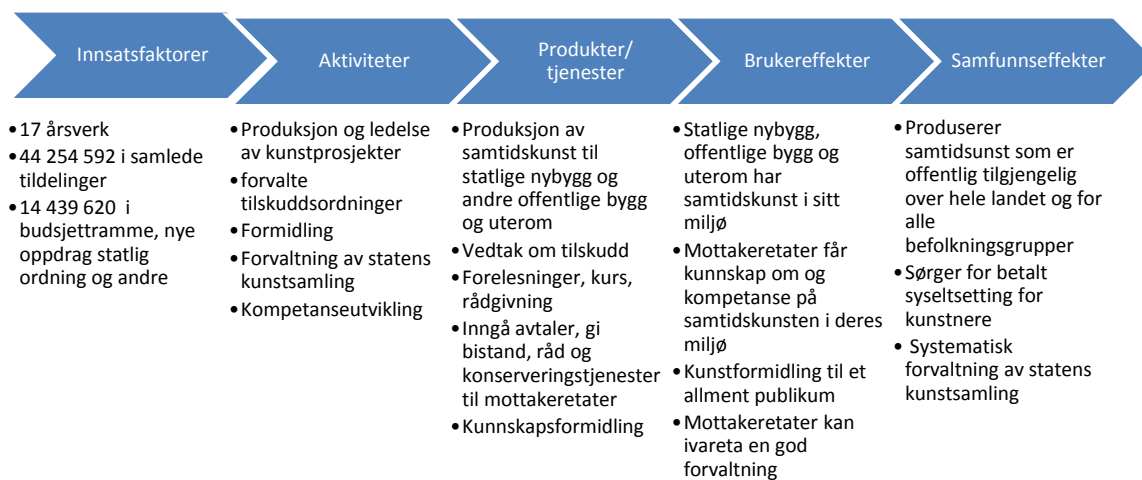 Innsatsfaktorer
Aktiviteter
Produkter/
tjenester
Brukereffekter
Samfunnseffekter
•17 årsverk
•44 254 592 i samlede
tildelinger
•14 439 620 i
budsjettramme, nye
oppdrag statlig
ordning og andre
•Produksjon og ledelse
av kunstprosjekter
•forvalte
tilskuddsordninger
•Formidling
•Forvaltning av statens
kunstsamling
•Kompetanseutvikling
•Produksjon av
samtidskunst til
statlige nybygg og
andre offentlige bygg
og uterom
•Vedtak om tilskudd
•Forelesninger, kurs,
rådgivning
•Inngå avtaler, gi
bistand, råd og
konserveringstjenester
til mottakeretater
•Kunnskapsformidling
•Statlige nybygg,
offentlige bygg og
uterom har
samtidskunst i sitt
miljø
•Mottakeretater får
kunnskap om og
kompetanse på
samtidskunsten i deres
miljø
•Kunstformidling til et
allment publikum
•Mottakeretater kan
ivareta en god
forvaltning
•Produserer
samtidsunst som er
offentlig tilgjengelig
over hele landet og for
alle
befolkningsgrupper
•Sørger for betalt
syseltsetting for
kunstnere
• Systematisk
forvaltning av statens
kunstsamling